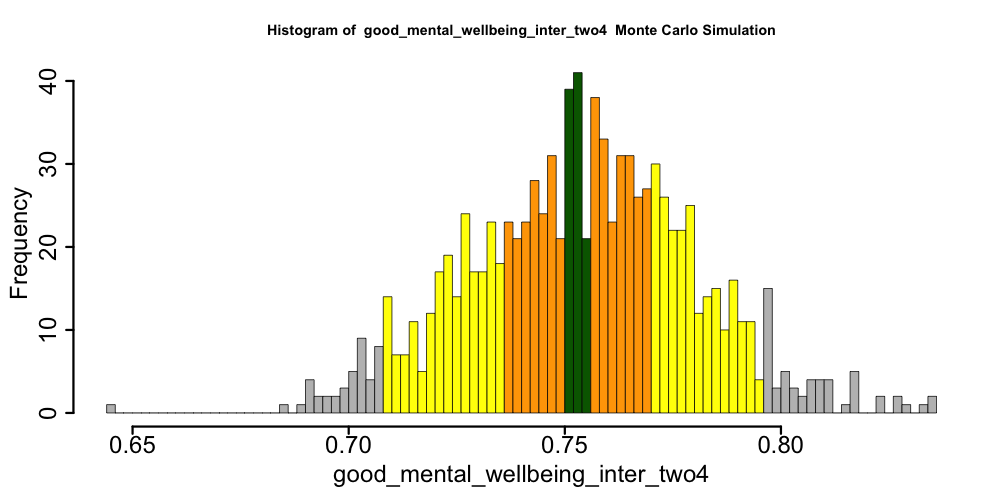 Histogram of  good_mental_wellbeing_inter_two4  Monte Carlo Simulation
40
30
20
10
0
Frequency
0.65 0.70 0.75 0.80
good_mental_wellbeing_inter_two4